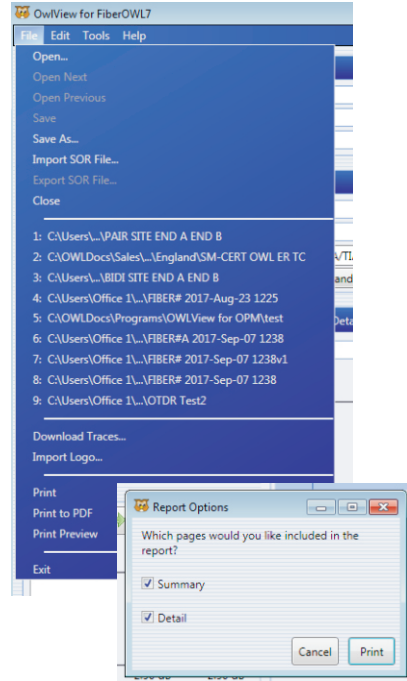 OwlView for FiberOWL7
File Edit Tools Help
Open...
Open Next
Open Previous
Save
Save As...
Import SOR File...
Export SOR File...
Close
1: C:\Users\...\PAIR SITE END A END B
2: C:\OWLDocs\Sales\...\England\SM-CERT OWL ER TC
3: C:\Users\...\BIDI SITE END A END B
4: C:\Users\Office 1\...\FIBER# 2017-Aug-23 1225
5: C:\OWLDocs\Programs\OWLView for OPM\test
6: C:\Users\Office 1\...\FIBER#A 2017-Sep-07 1238
7: C:\Users\Office 1\...\FIBER# 2017-Sep-07 1238v1
8: C:\Users\Office 1\...\FIBER# 2017-Sep-07 1238
9: C:\Users\Office 1\...\OTDR Test2
Download Traces...
Import Logo...
Print
Print to PDF
Print Preview
Exit
Report Options
Which pages would you like included in the
report?
Summary
Detail
Cancel Print